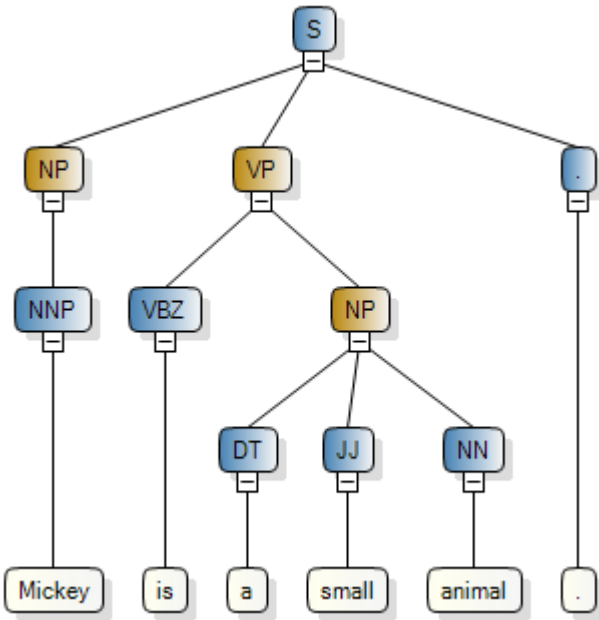 S
NP VP .
NNP VBZ NP
DT JJ NN
Mickey is a small animal .